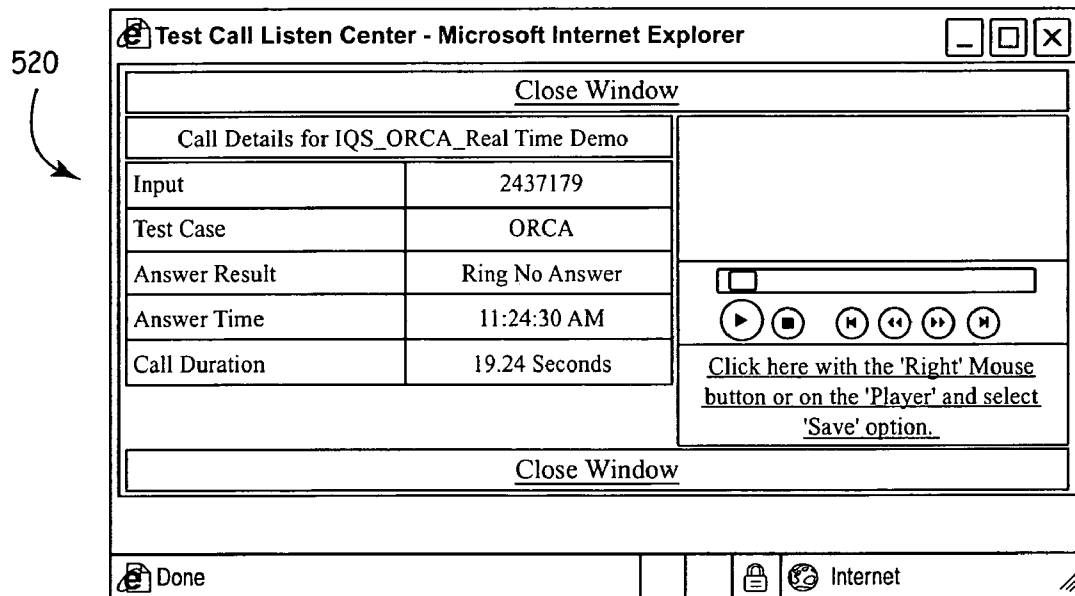 520
Test Call Listen Center - Microsoft Internet Explorer
Close Window
Call Details for IQS_ORCA_Real Time Demo
Input 2437179
Test Case ORCA
Answer Result Ring No Answer
Answer Time 11:24:30 AM
Call Duration 19.24 Seconds
Click here with the 'Right' Mouse
button or on the 'Player' and select
'Save' option.
Close Window
Done
Internet